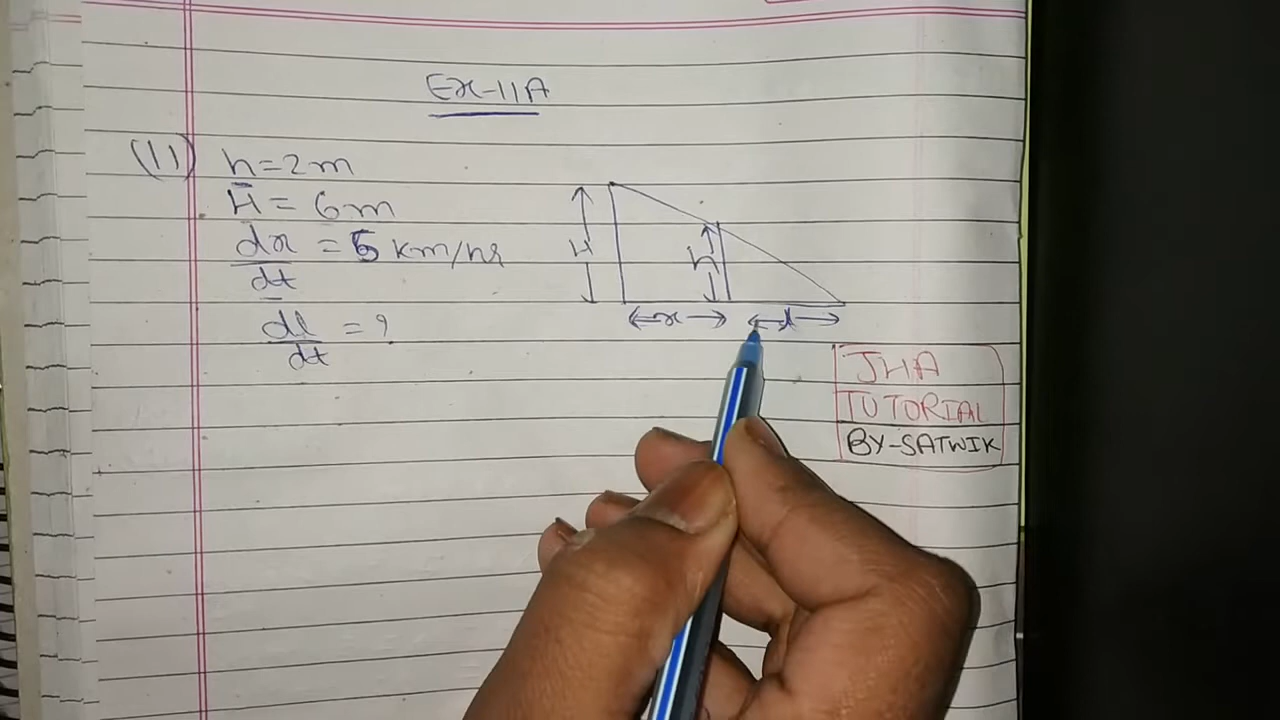 Ex-11A
(11) h=2m
H = 6m
dx/dt = 5 km/hr
dl/dt = ?
H
h
x
l
JHA
TUTORIAL
BY-SATWIK